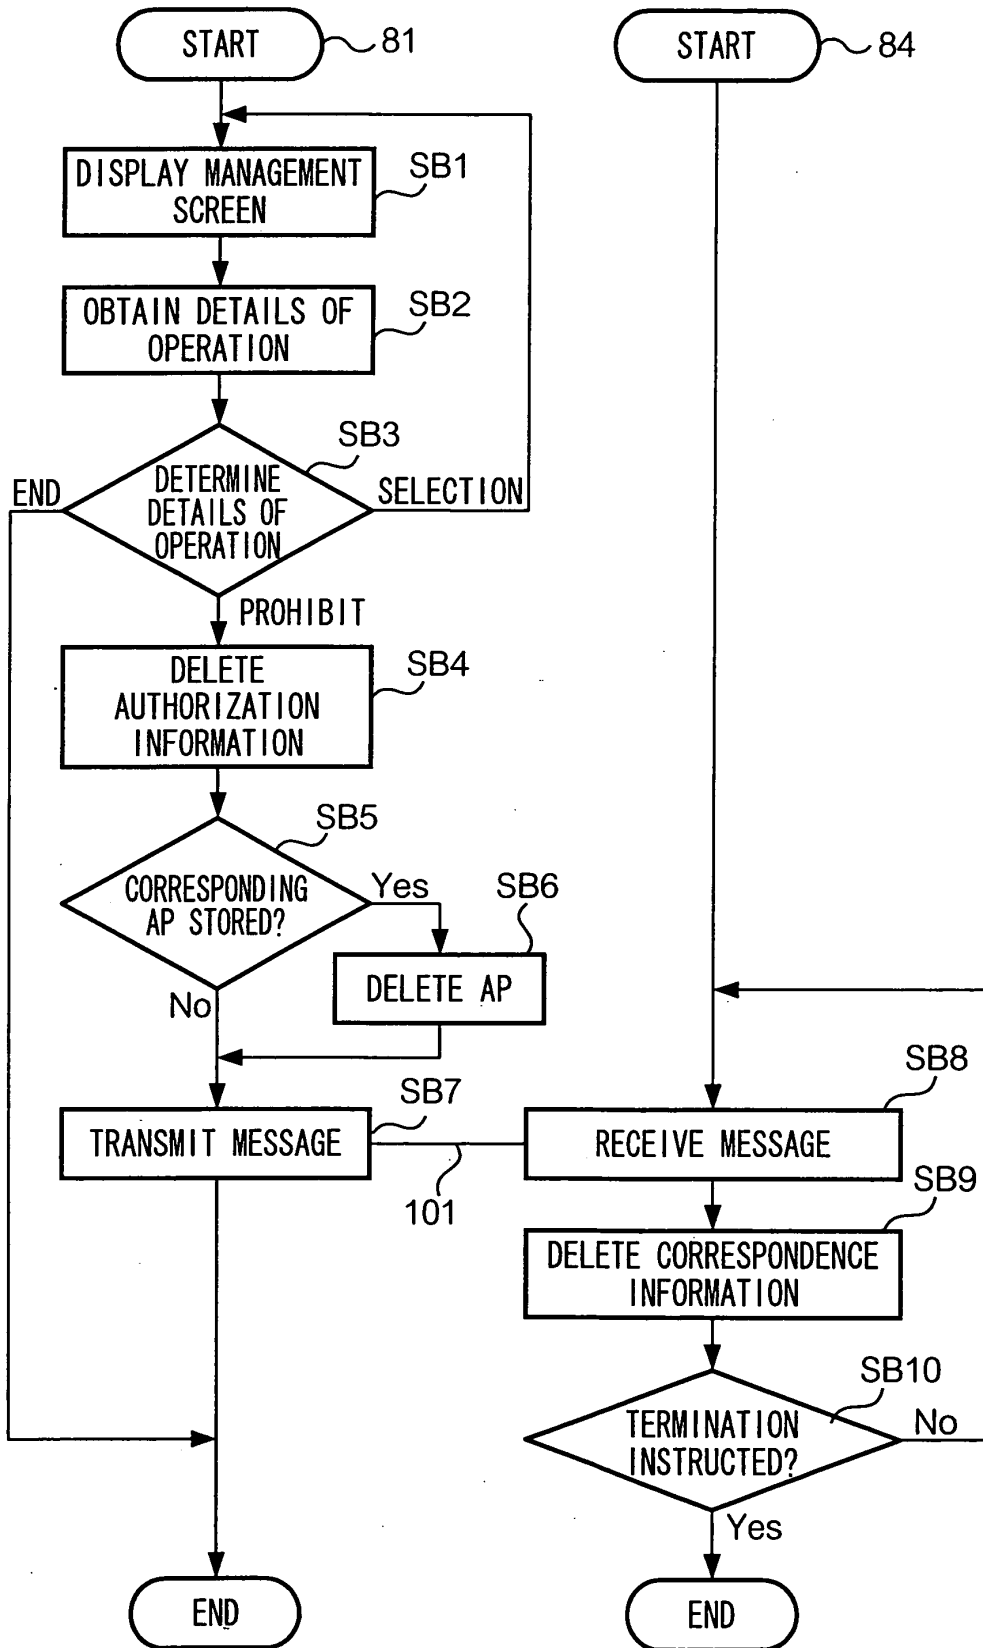 START
81
DISPLAY MANAGEMENT
SCREEN
SB1
OBTAIN DETAILS OF
OPERATION
SB2
DETERMINE
DETAILS OF
OPERATION
SB3
END
SELECTION
PROHIBIT
DELETE
AUTHORIZATION
INFORMATION
SB4
CORRESPONDING
AP STORED?
SB5
Yes
No
SB6
DELETE AP
SB7
TRANSMIT MESSAGE
101
END
START
84
SB8
RECEIVE MESSAGE
SB9
DELETE CORRESPONDENCE
INFORMATION
SB10
TERMINATION
INSTRUCTED?
No
Yes
END